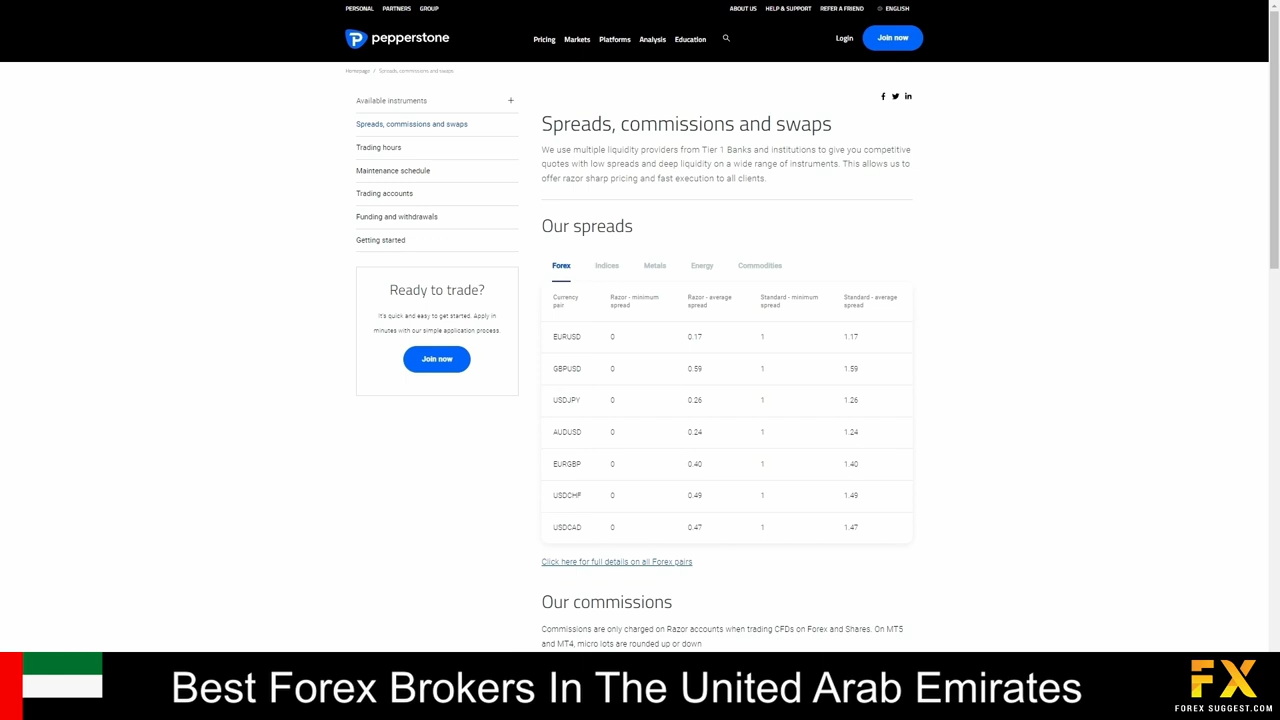 PERSONAL PARTNERS GROUP ABOUT US HELP & SUPPORT REFER A FRIEND ENGLISH
pepperstone Pricing Markets Platforms Analysis Education Login Join now
Homepage / Spreads, commissions and swaps
Available instruments +
Spreads, commissions and swaps
Trading hours
Maintenance schedule
Trading accounts
Funding and withdrawals
Getting started
Ready to trade?
It's quick and easy to get started. Apply in
minutes with our simple application process.
Join now
Spreads, commissions and swaps
We use multiple liquidity providers from Tier 1 Banks and institutions to give you competitive
quotes with low spreads and deep liquidity on a wide range of instruments. This allows us to
offer razor sharp pricing and fast execution to all clients.
Our spreads
Forex Indices Metals Energy Commodities
Currency pair Razor - minimum spread Razor - average spread Standard - minimum spread Standard - average spread
EURUSD 0 0.17 1 1.17
GBPUSD 0 0.59 1 1.59
USDJPY 0 0.26 1 1.26
AUDUSD 0 0.24 1 1.24
EURGBP 0 0.40 1 1.40
USDCHF 0 0.49 1 1.49
USDCAD 0 0.47 1 1.47
Click here for full details on all Forex pairs
Our commissions
Commissions are only charged on Razor accounts when trading CFDs on Forex and Shares. On MT5
and MT4, micro lots are rounded up or down
Best Forex Brokers In The United Arab Emirates
FX
FOREX SUGGEST.COM